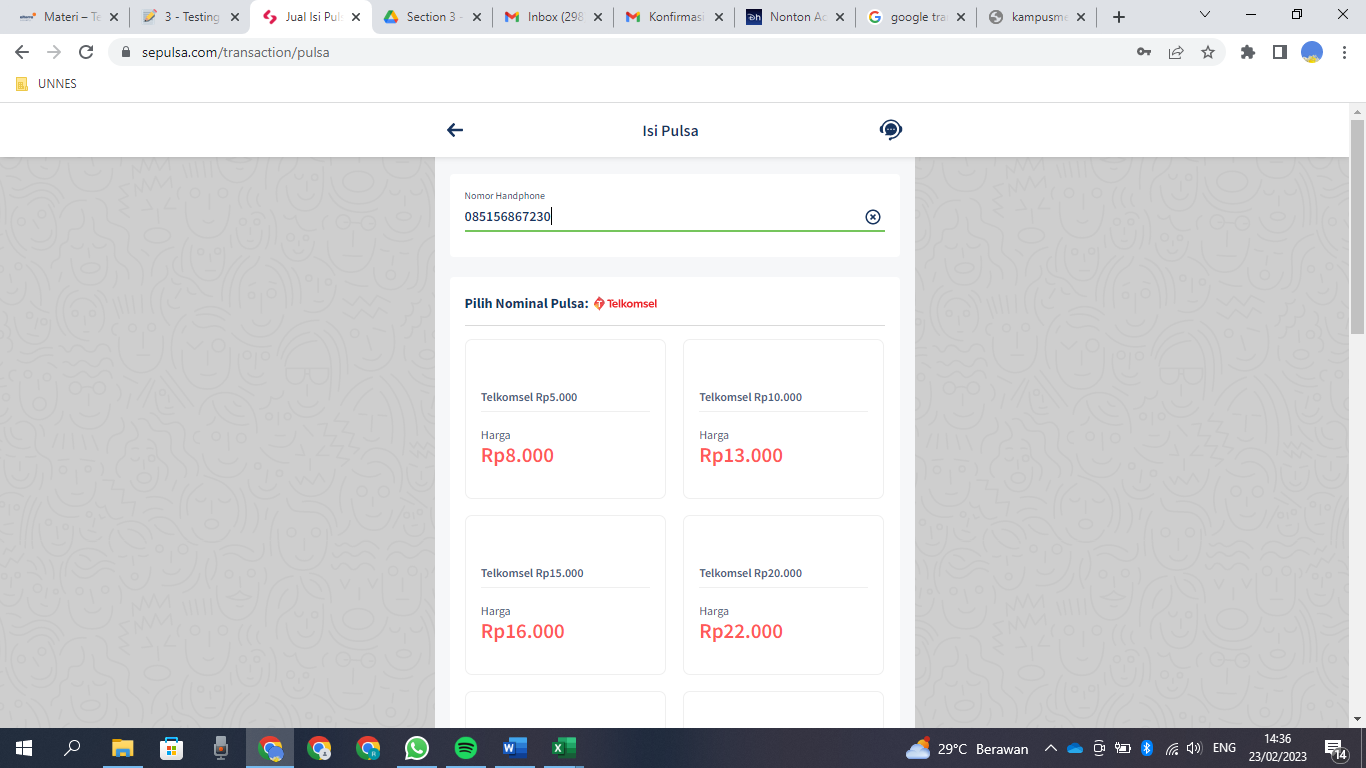 Materi – Te
3 - Testing
Jual Isi Pul
Section 3 -
Inbox (298
Konfirmasi
Nonton Ac
google tra
kampusme
sepulsa.com/transaction/pulsa
UNNES
Isi Pulsa
Nomor Handphone
085156867230
Pilih Nominal Pulsa: Telkomsel
Telkomsel Rp5.000
Harga
Rp8.000
Telkomsel Rp10.000
Harga
Rp13.000
Telkomsel Rp15.000
Harga
Rp16.000
Telkomsel Rp20.000
Harga
Rp22.000
29°C Berawan
ENG
14:36
23/02/2023
14